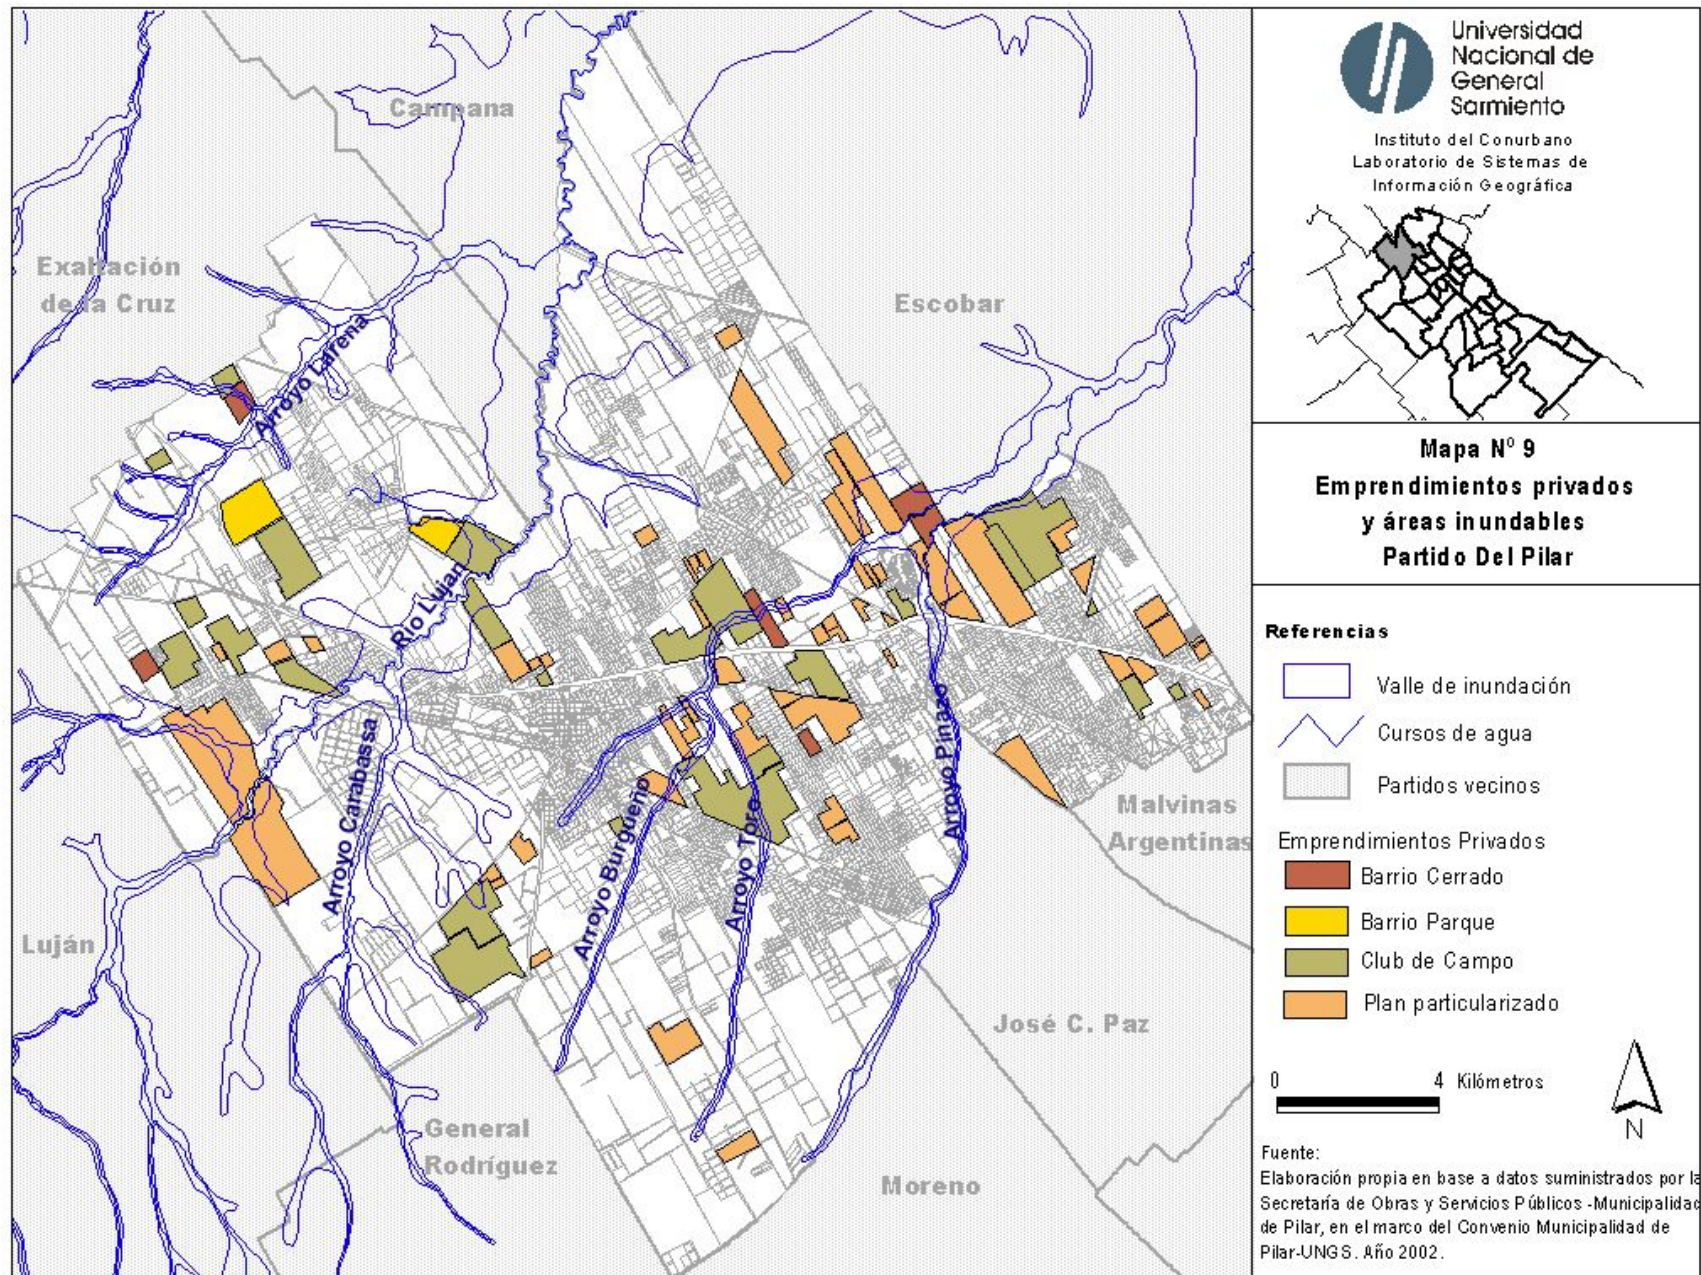 Campana
Exaltación
de la Cruz
Escobar
Arroyo Larena
Río Luján
Arroyo Carabassa
Arroyo Burgueño
Arroyo Toro
Arroyo Pinazo
Malvinas
Argentinas
Luján
José C. Paz
General
Rodríguez
Moreno
Universidad
Nacional de
General
Sarmiento
Instituto del Conurbano
Laboratorio de Sistemas de
Información Geográfica
Mapa Nº 9
Emprendimientos privados
y áreas inundables
Partido Del Pilar
Referencias
Valle de inundación
Cursos de agua
Partidos vecinos
Emprendimientos Privados
Barrio Cerrado
Barrio Parque
Club de Campo
Plan particularizado
0 4 Kilómetros
N
Fuente:
Elaboración propia en base a datos suministrados por la
Secretaría de Obras y Servicios Públicos -Municipalidad
de Pilar, en el marco del Convenio Municipalidad de
Pilar-UNGS. Año 2002.